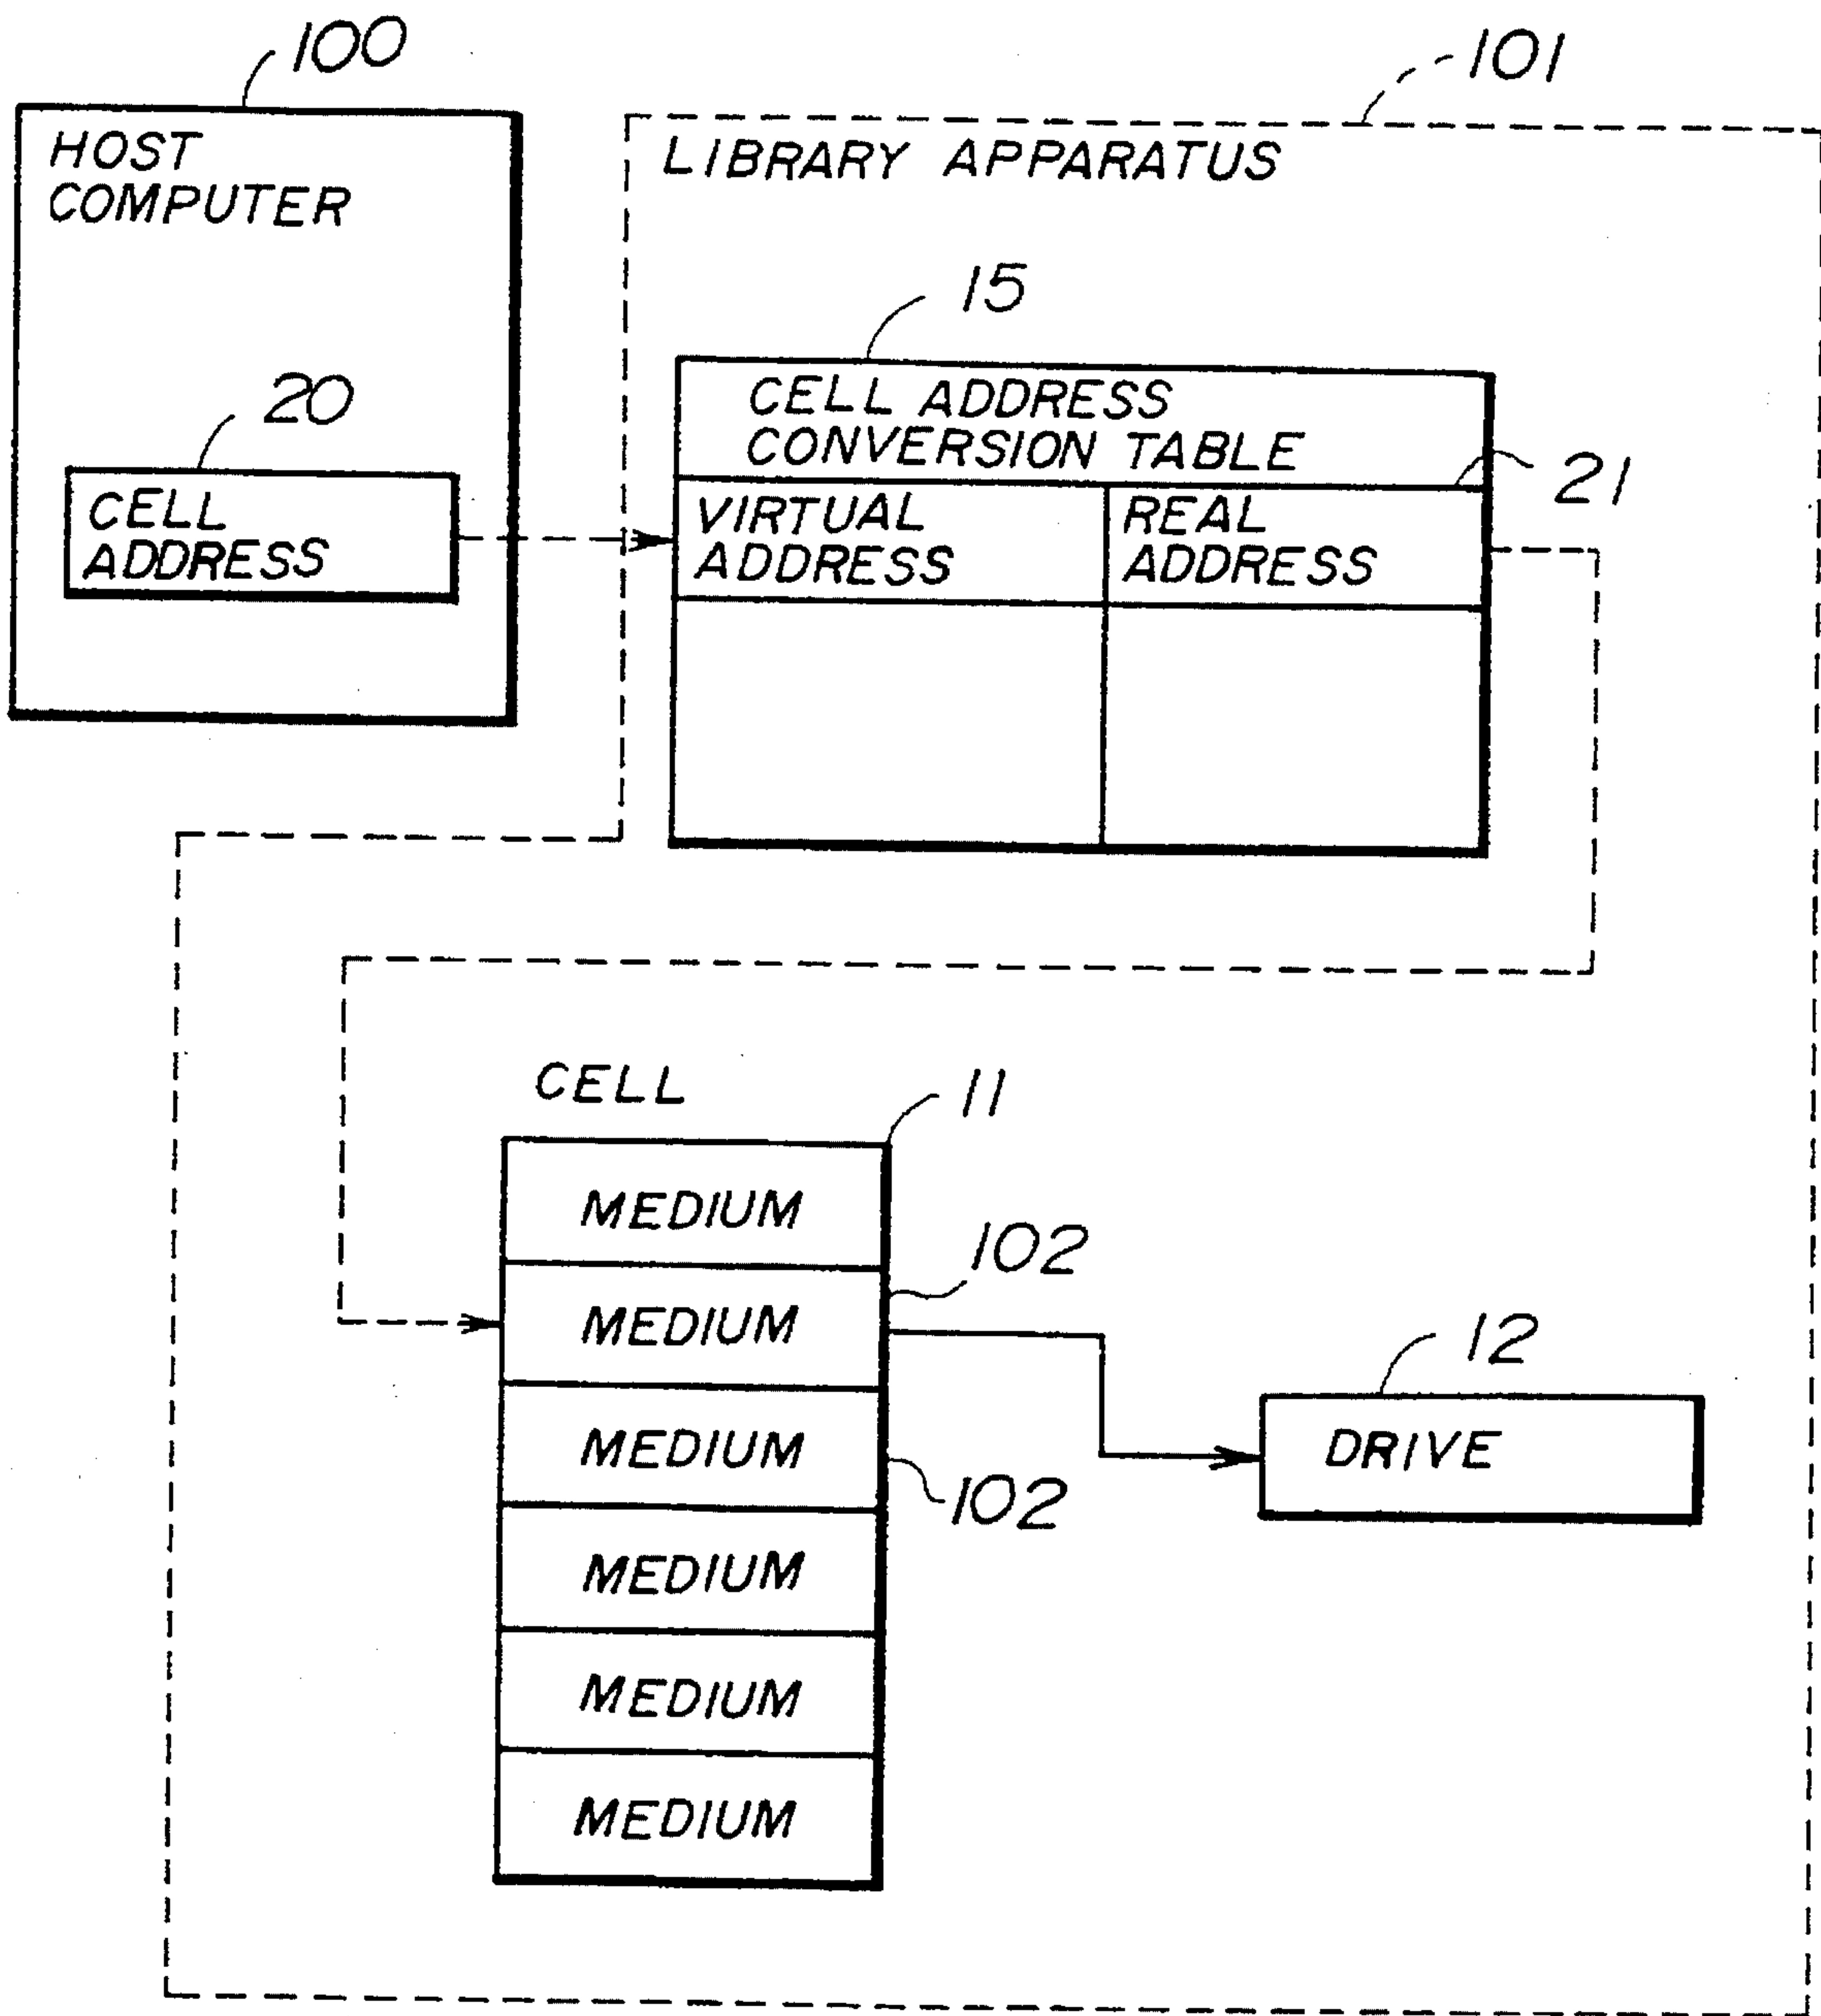 100
101
HOST
COMPUTER
LIBRARY APPARATUS
15
20
CELL ADDRESS
CONVERSION TABLE
21
CELL
ADDRESS
VIRTUAL
ADDRESS
REAL
ADDRESS
CELL
11
MEDIUM
102
MEDIUM
12
MEDIUM
DRIVE
102
MEDIUM
MEDIUM
MEDIUM